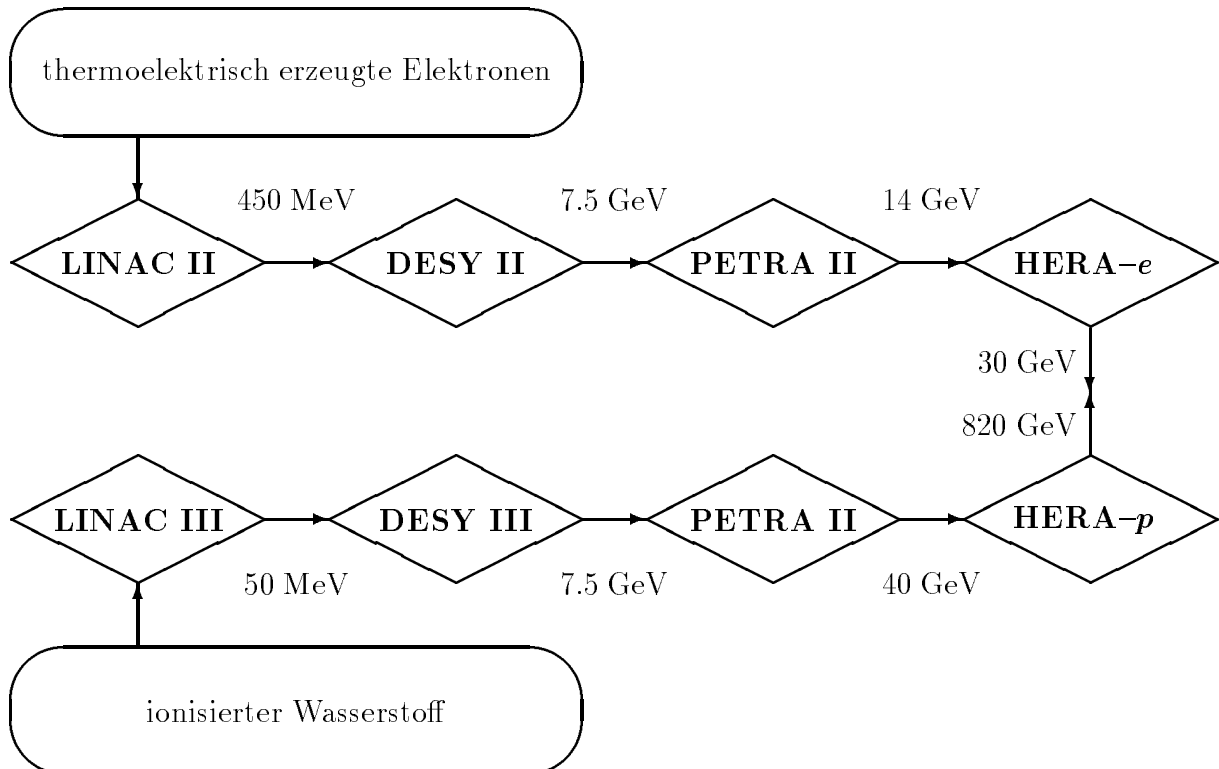 thermoelektrisch erzeugte Elektronen
450 MeV
7.5 GeV
14 GeV
LINAC II
DESY II
PETRA II
HERA–e
30 GeV
820 GeV
LINAC III
DESY III
PETRA II
HERA–p
50 MeV
7.5 GeV
40 GeV
ionisierter Wasserstoff